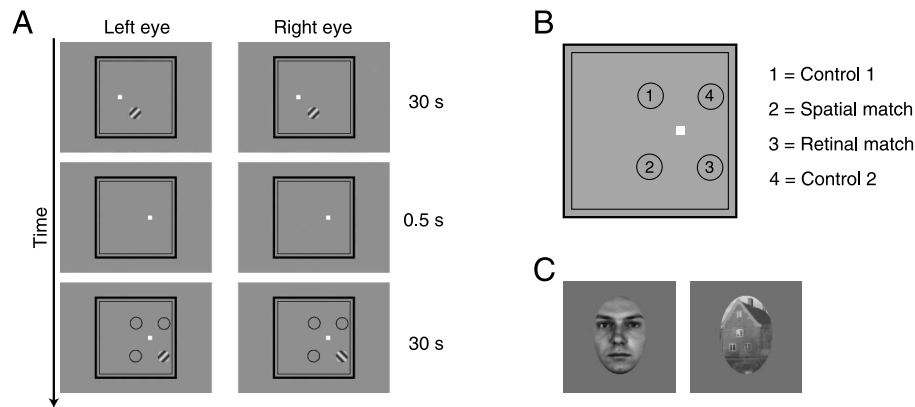 A
Left eye
Right eye
30 s
0.5 s
30 s
Time
B
1
4
2
3
1 = Control 1
2 = Spatial match
3 = Retinal match
4 = Control 2
C